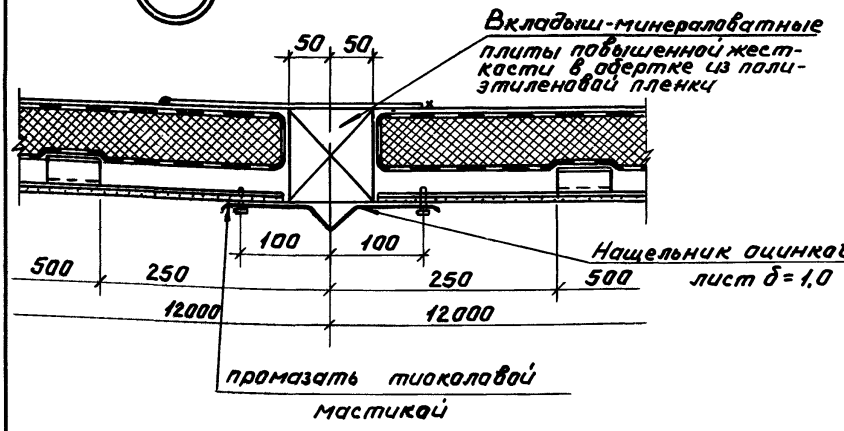 50 50
Вкладыш-минераловатные
плиты повышенной жест-
кости в обертке из поли-
этиленовой пленки
100 100
Нащельник оцинков
лист δ=1,0
500 250 250 500
12000 12000
промазать тиоколовой
мастикой